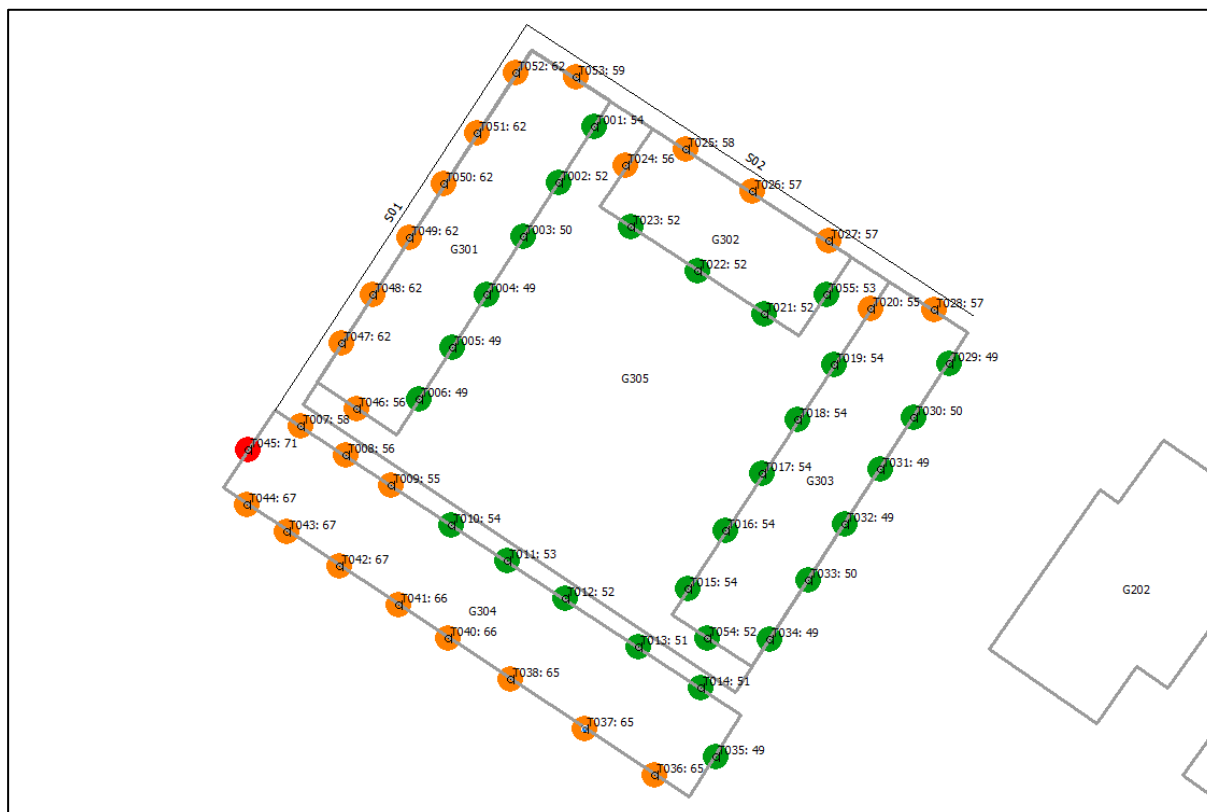 T052: 62
T053: 59
T051: 62
T001: 54
T025: 58
S02
T024: 56
T050: 62
T002: 52
T026: 57
S01
T023: 52
T049: 62
T003: 50
G302
T027: 57
G301
T022: 52
T048: 62
T004: 49
T055: 53
T021: 52
T020: 55
T028: 57
T047: 62
T005: 49
T019: 54
T029: 49
G305
T006: 49
T046: 56
T018: 54
T030: 50
T007: 58
T045: 71
T008: 56
T017: 54
T031: 49
G303
T009: 55
T044: 67
T010: 54
T016: 54
T032: 49
T043: 67
T011: 53
T042: 67
T015: 54
T033: 50
G202
T012: 52
T041: 66
G304
T040: 66
T013: 51
T054: 52
T034: 49
T038: 65
T014: 51
T037: 65
T035: 49
T036: 65